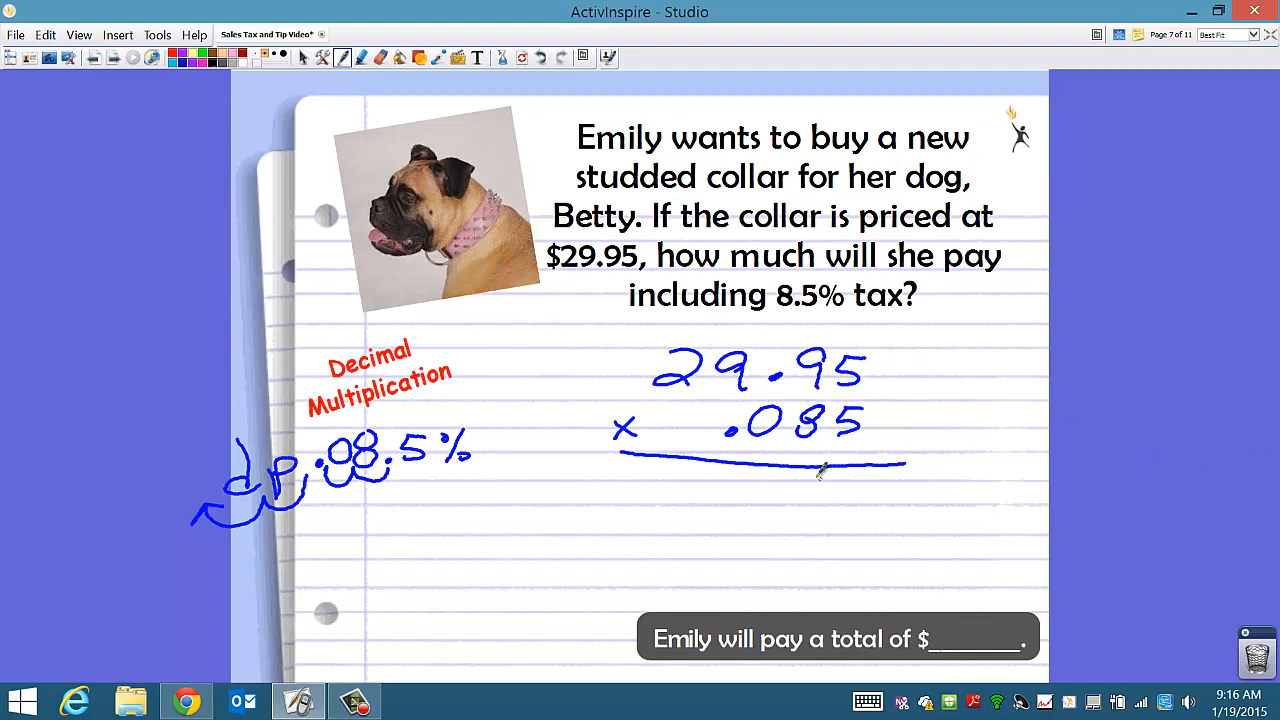 ActivInspire - Studio
File Edit View Insert Tools Help
Sales Tax and Tip Video*
Page 7 of 11 Best Fit
Emily wants to buy a new
studded collar for her dog,
Betty. If the collar is priced at
$29.95, how much will she pay
including 8.5% tax?
Decimal
Multiplication
dp .08.5%
29.95
x .085
Emily will pay a total of $_______.
9:16 AM
1/19/2015